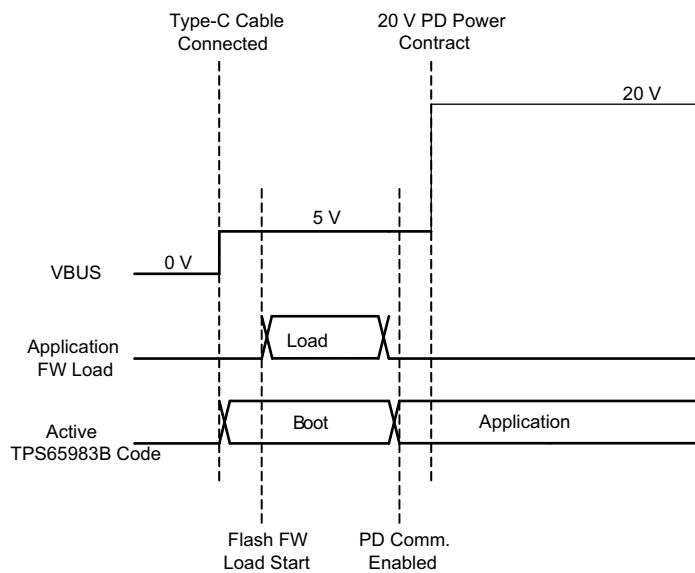 Type-C Cable
Connected
20 V PD Power
Contract
20 V
5 V
0 V
VBUS
Load
Application
FW Load
Boot
Application
Active
TPS65983B Code
Flash FW
Load Start
PD Comm.
Enabled